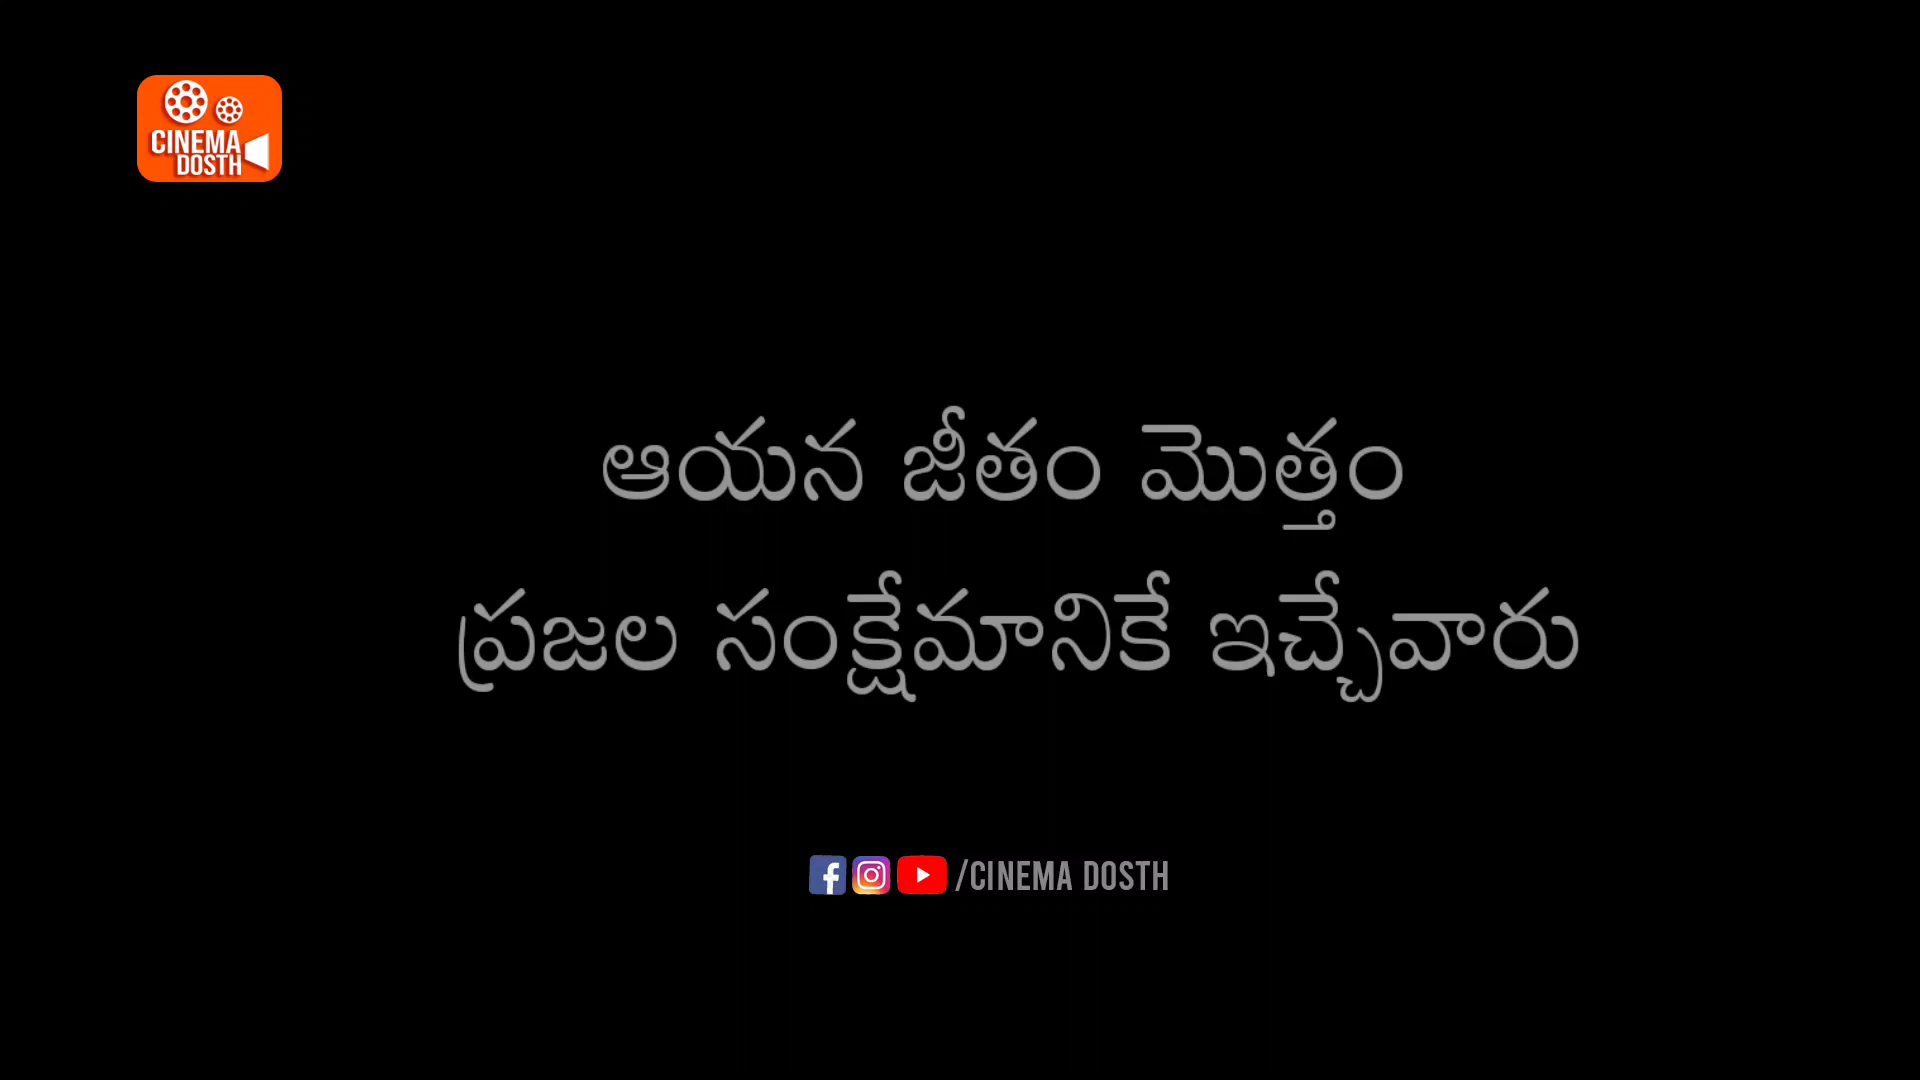 CINEMA
DOSTH
ఆయన జీతం మొత్తం
ప్రజల సంక్షేమానికే ఇచ్చేవారు
/CINEMA DOSTH